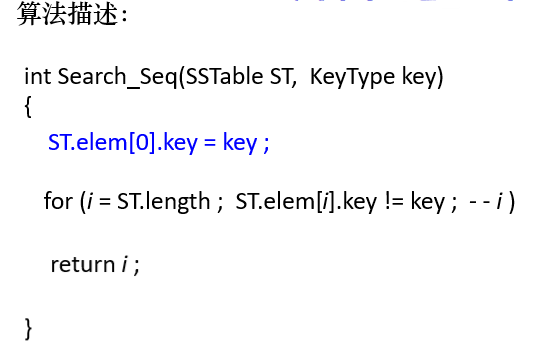 算法描述：
int Search_Seq(SSTable ST, KeyType key)
{
ST.elem[0].key = key ;
for (i = ST.length ; ST.elem[i].key != key ; - - i )
return i ;
}